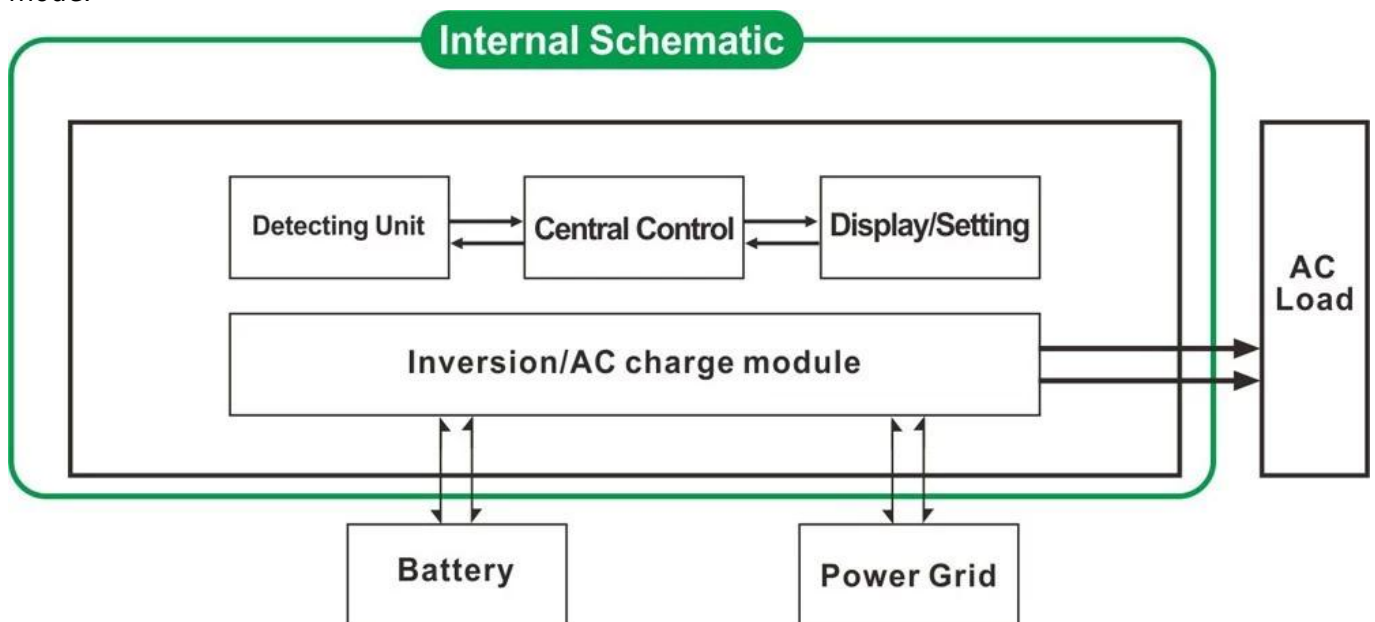 Internal Schematic
Detecting Unit
Central Control
Display/Setting
AC
Load
Inversion/AC charge module
Battery
Power Grid